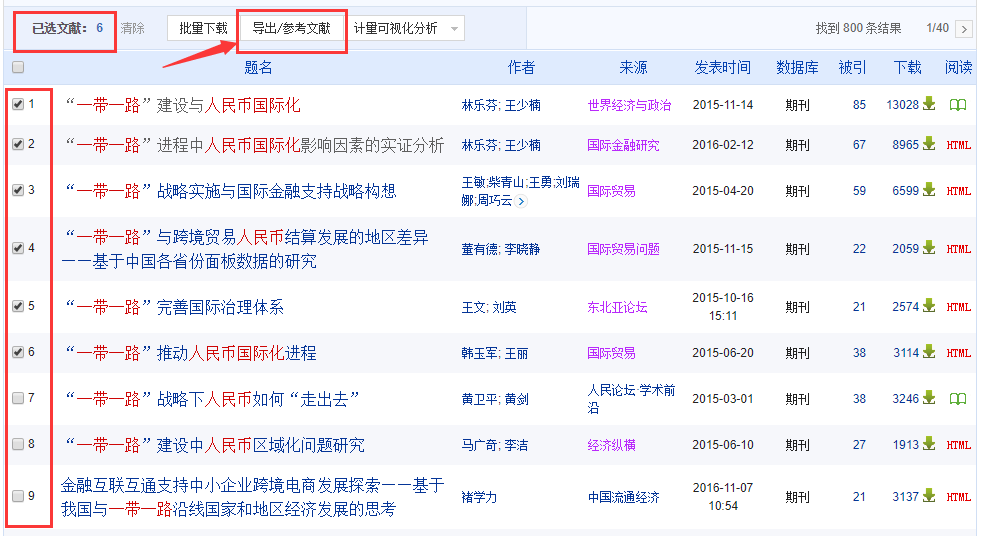 已选文献: 6 清除 批量下载 导出/参考文献 计量可视化分析 找到 800 条结果 1/40
题名 作者 来源 发表时间 数据库 被引 下载 阅读
1 “一带一路”建设与人民币国际化 林乐芬; 王少楠 世界经济与政治 2015-11-14 期刊 85 13028
2 “一带一路”进程中人民币国际化影响因素的实证分析 林乐芬; 王少楠 国际金融研究 2016-02-12 期刊 67 8965 HTML
3 “一带一路”战略实施与国际金融支持战略构想 王敏;柴青山;王勇;刘瑞 国际贸易 2015-04-20 期刊 59 6599 HTML
娜;周巧云
4 “一带一路”与跨境贸易人民币结算发展的地区差异
——基于中国各省份面板数据的研究 董有德; 李晓静 国际贸易问题 2015-11-15 期刊 22 2059 HTML
5 “一带一路”完善国际治理体系 王文; 刘英 东北亚论坛 2015-10-16
15:11 期刊 21 2574 HTML
6 “一带一路”推动人民币国际化进程 韩玉军; 王丽 国际贸易 2015-06-20 期刊 38 3114 HTML
7 “一带一路”战略下人民币如何“走出去” 黄卫平; 黄剑 人民论坛·学术前
沿 2015-03-01 期刊 38 3246
8 “一带一路”建设中人民币区域化问题研究 马广奇; 李洁 经济纵横 2015-06-10 期刊 27 1913 HTML
9 金融互联互通支持中小企业跨境电商发展探索——基于
我国与一带一路沿线国家和地区经济发展的思考 褚学力 中国流通经济 2016-11-07
10:54 期刊 21 3137 HTML